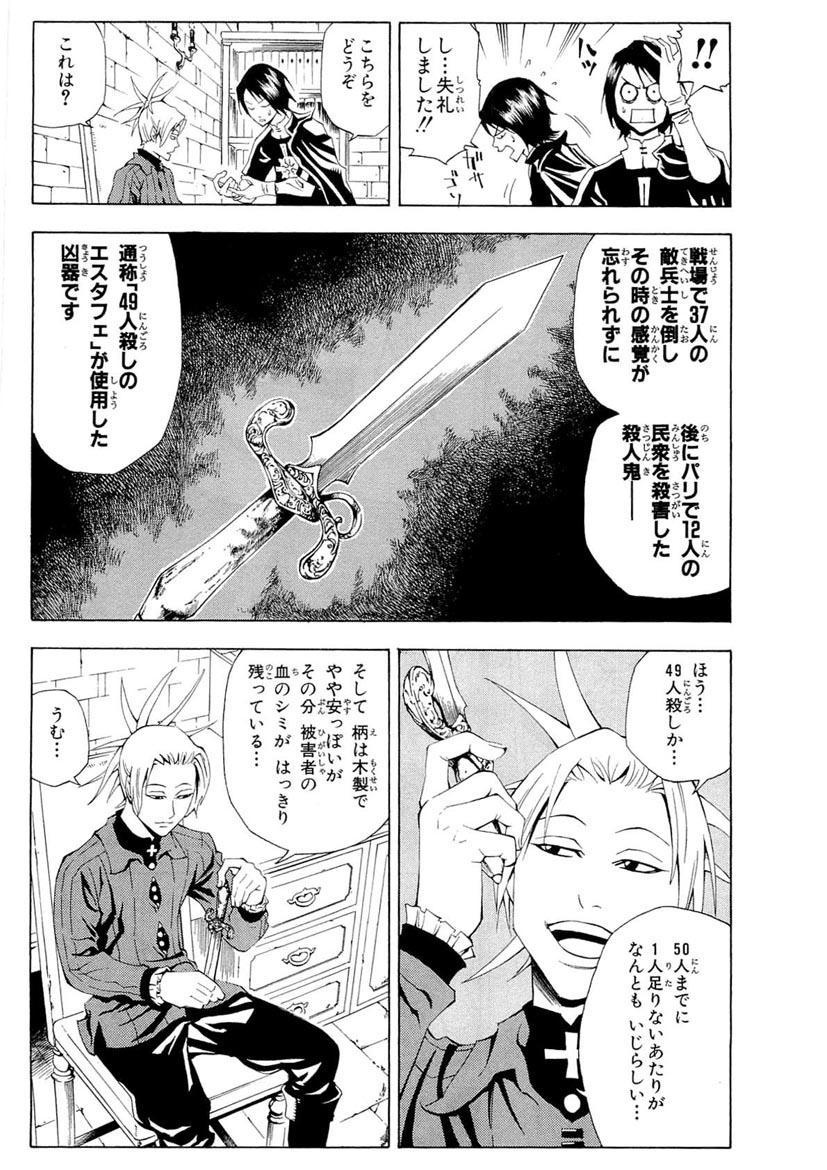 !!
バッ
し…失礼
しました!!
ごそ
ごそ
こちらを
どうぞ
これは?
戦場で37人の
敵兵士を倒し
その時の感覚が
忘れられずに
後にパリで12人の
民衆を殺害した
殺人鬼──
通称「49人殺しの
エスタフェ」が使用した
凶器です
ほう…
49人殺しか…
50人までに
1人足りないあたりが
なんとも いじらしい…
そして 柄は木製で
やや安っぽいが
その分 被害者の
血のシミが はっきり
残っている…
うむ…